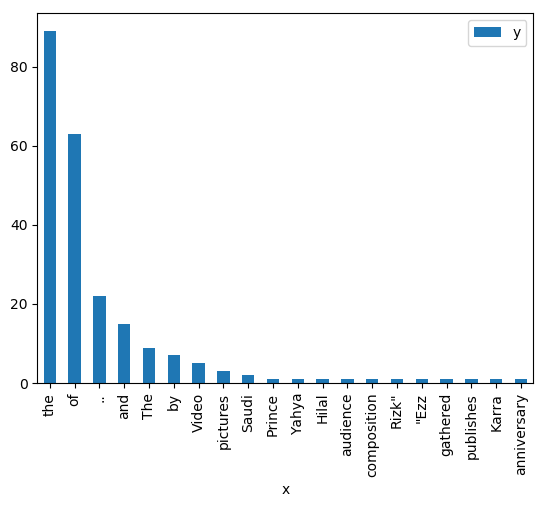 y
80
60
40
20
0
the
of
..
and
The
by
Video
pictures
Saudi
Prince
Yahya
Hilal
audience
composition
Rizk"
"Ezz
gathered
publishes
Karra
anniversary
x